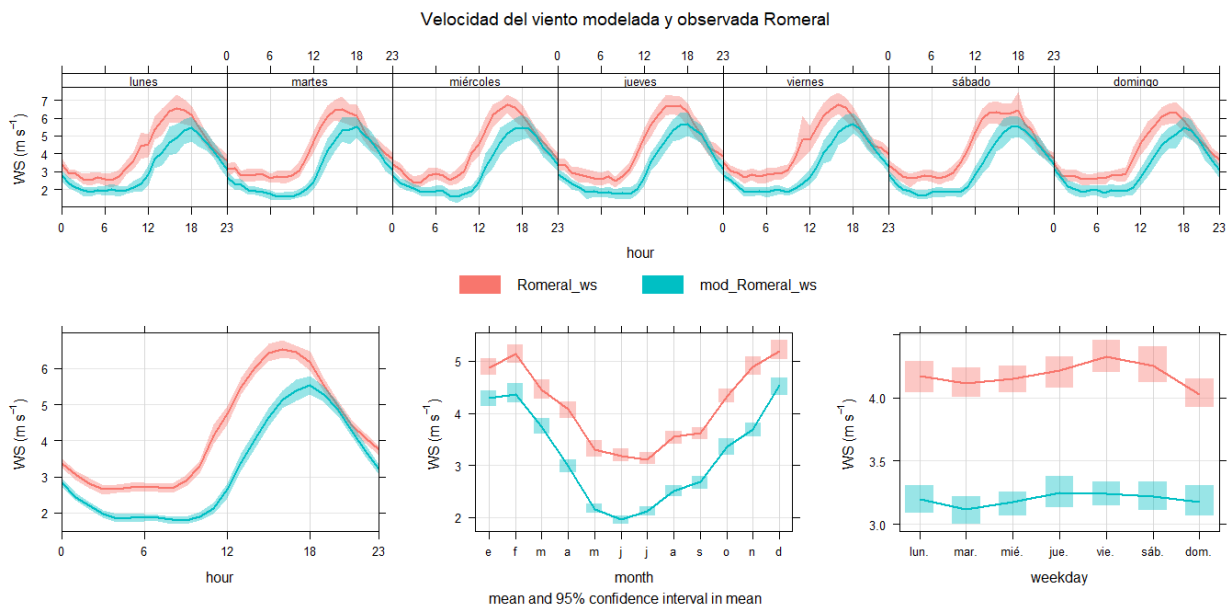 Velocidad del viento modelada y observada Romeral
0 6 12 18 23 0 6 12 18 23 0 6 12 18 23
lunes martes miércoles jueves viernes sábado domingo
WS (m s⁻¹)
7
6
5
4
3
2
0 6 12 18 23 0 6 12 18 23 0 6 12 18 23 0 6 12 18 23
hour
Romeral_ws mod_Romeral_ws
WS (m s⁻¹)
6
5
4
3
2
0 6 12 18 23
hour
WS (m s⁻¹)
5
4
3
2
e f m a m j j a s o n d
month
WS (m s⁻¹)
4.0
3.5
3.0
lun. mar. mié. jue. vie. sáb. dom.
weekday
mean and 95% confidence interval in mean